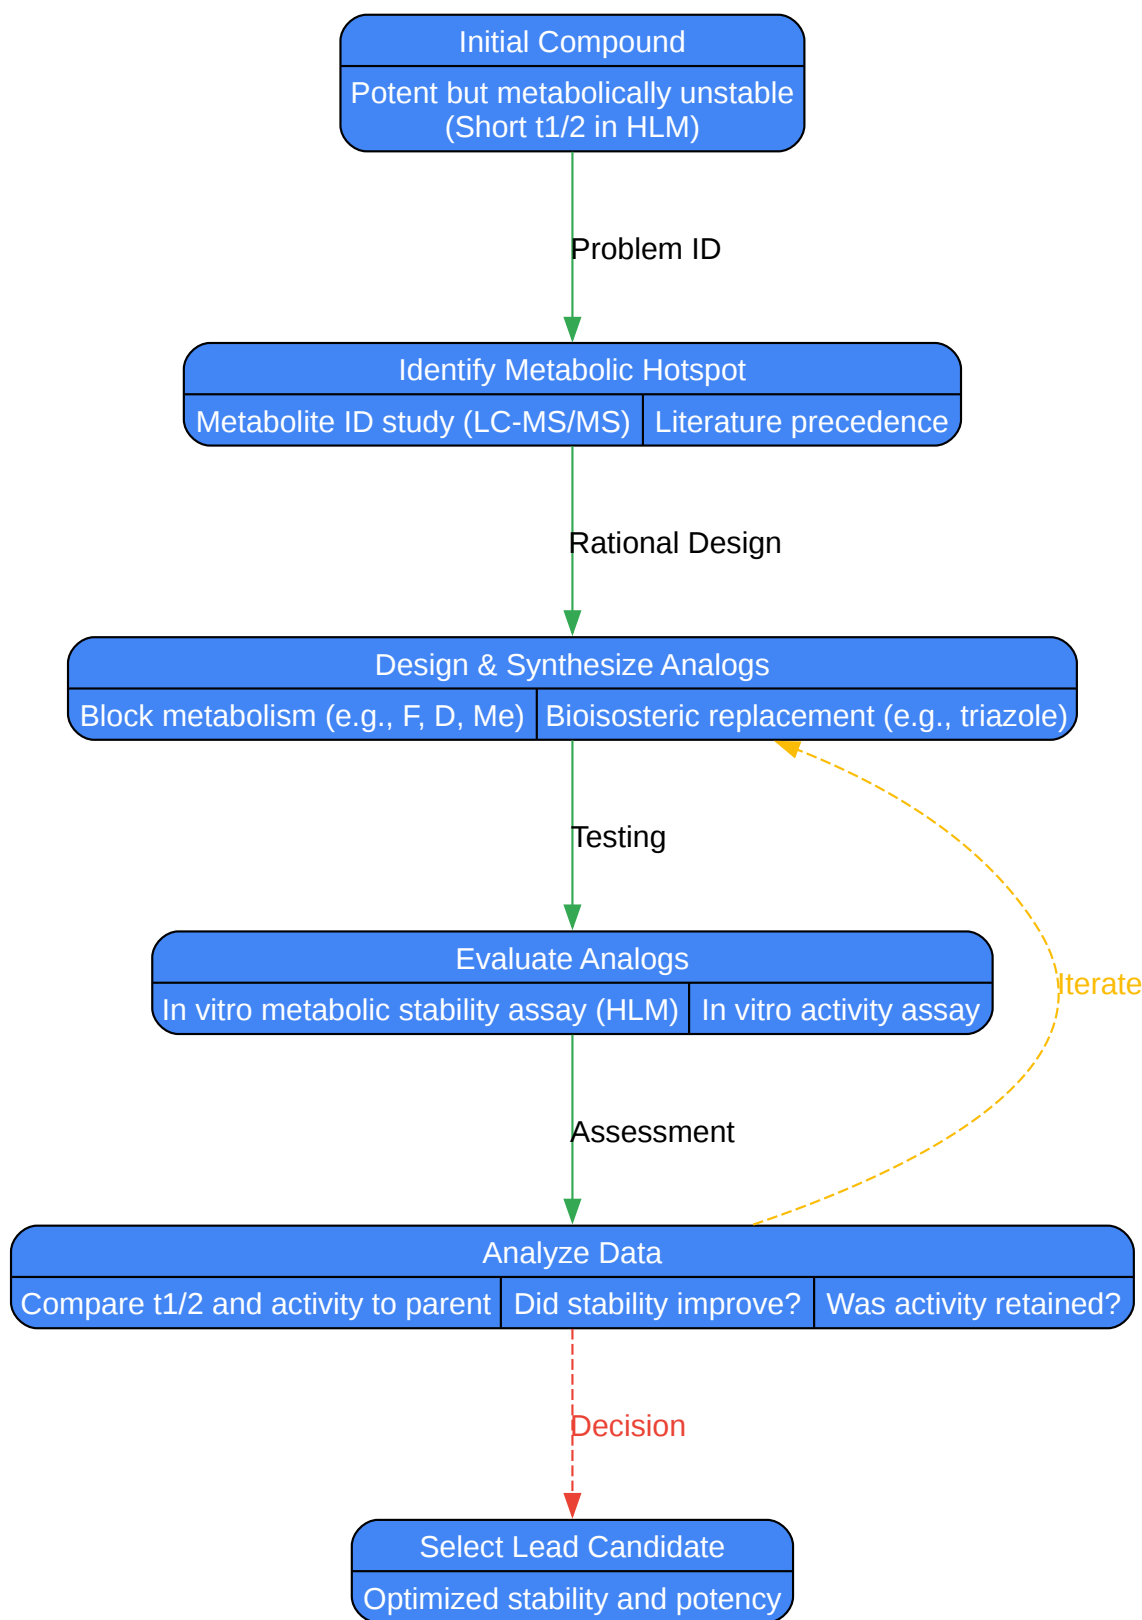 Initial Compound
Potent but metabolically unstable
(Short t1/2 in HLM)
Problem ID
Identify Metabolic Hotspot
Metabolite ID study (LC-MS/MS)
Literature precedence
Rational Design
Design & Synthesize Analogs
Block metabolism (e.g., F, D, Me)
Bioisosteric replacement (e.g., triazole)
Testing
Evaluate Analogs
In vitro metabolic stability assay (HLM)
In vitro activity assay
Iterate
Assessment
Analyze Data
Compare t1/2 and activity to parent
Did stability improve?
Was activity retained?
Decision
Select Lead Candidate
Optimized stability and potency